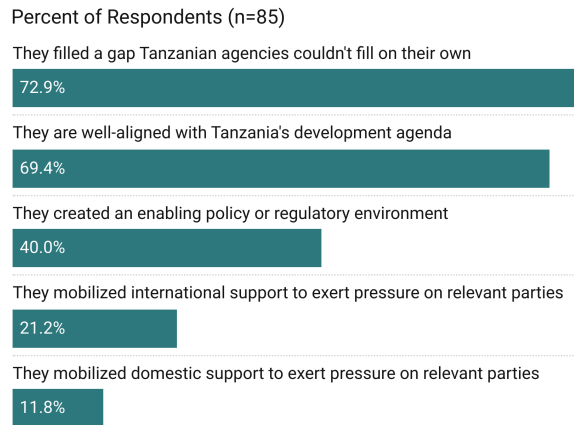 Percent of Respondents (n=85)
They filled a gap Tanzanian agencies couldn't fill on their own
72.9%
They are well-aligned with Tanzania's development agenda
69.4%
They created an enabling policy or regulatory environment
40.0%
They mobilized international support to exert pressure on relevant parties
21.2%
They mobilized domestic support to exert pressure on relevant parties
11.8%